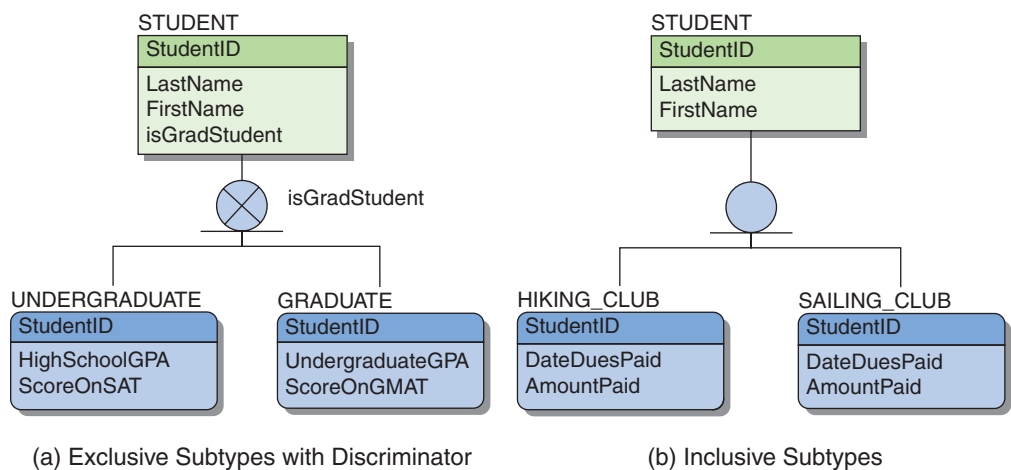 STUDENT
StudentID
LastName
FirstName
isGradStudent
isGradStudent
UNDERGRADUATE
StudentID
HighSchoolGPA
ScoreOnSAT
GRADUATE
StudentID
UndergraduateGPA
ScoreOnGMAT
(a) Exclusive Subtypes with Discriminator
STUDENT
StudentID
LastName
FirstName
HIKING_CLUB
StudentID
DateDuesPaid
AmountPaid
SAILING_CLUB
StudentID
DateDuesPaid
AmountPaid
(b) Inclusive Subtypes